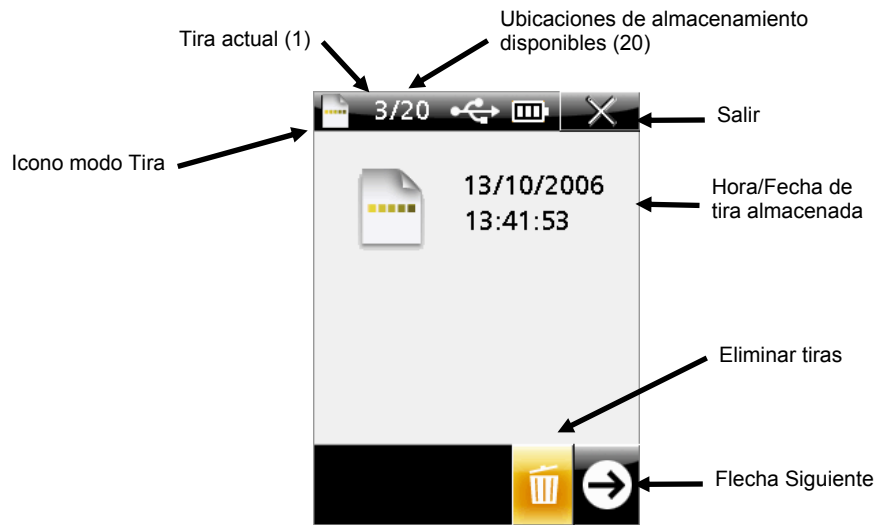 Ubicaciones de almacenamiento
disponibles (20)
Tira actual (1)
3/20
Salir
Icono modo Tira
13/10/2006
13:41:53
Hora/Fecha de
tira almacenada
Eliminar tiras
Flecha Siguiente